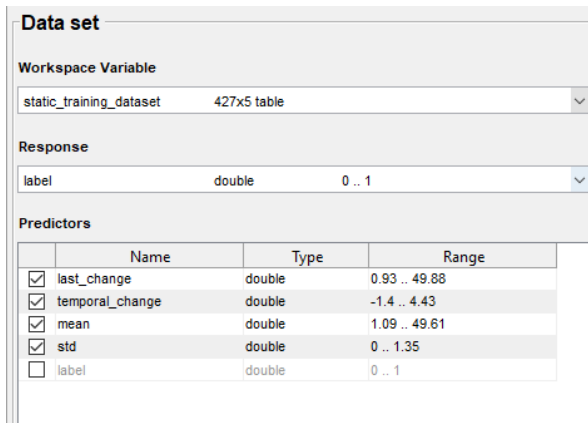 Data set
Workspace Variable
static_training_dataset 427x5 table
Response
label double 0 .. 1
Predictors
Name Type Range
last_change double 0.93 .. 49.88
temporal_change double -1.4 .. 4.43
mean double 1.09 .. 49.61
std double 0 .. 1.35
label double 0 .. 1